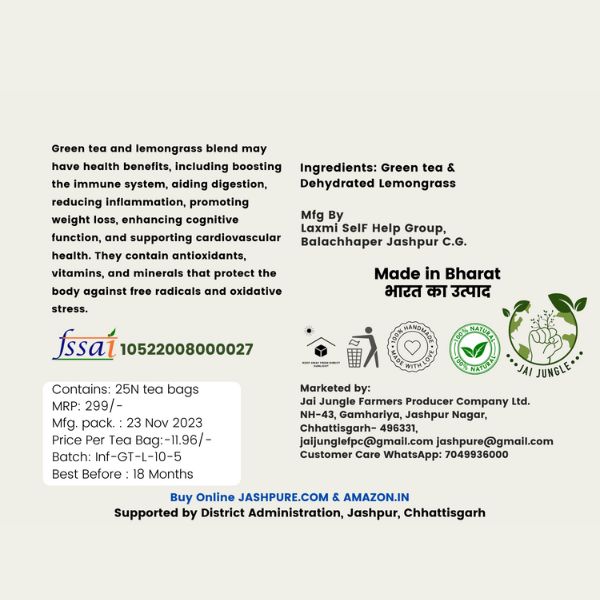 Green tea and lemongrass blend may
have health benefits, including boosting
the immune system, aiding digestion,
reducing inflammation, promoting
weight loss, enhancing cognitive
function, and supporting cardiovascular
health. They contain antioxidants,
vitamins, and minerals that protect the
body against free radicals and oxidative
stress.
fssai 10522008000027
Contains: 25N tea bags
MRP: 299/-
Mfg. pack. : 23 Nov 2023
Price Per Tea Bag:-11.96/-
Batch: Inf-GT-L-10-5
Best Before : 18 Months
Ingredients: Green tea &
Dehydrated Lemongrass
Mfg By
Laxmi SelF Help Group,
Balachhaper Jashpur C.G.
Made in Bharat
भारत का उत्पाद
KEEP AWAY FROM DIRECT
SUNLIGHT
100% HANDMADE
MADE WITH LOVE
100% NATURAL
100% NATURAL
JAI JUNGLE
Marketed by:
Jai Jungle Farmers Producer Company Ltd.
NH-43, Gamhariya, Jashpur Nagar,
Chhattisgarh- 496331,
jaijunglefpc@gmail.com jashpure@gmail.com
Customer Care WhatsApp: 7049936000
Buy Online JASHPURE.COM & AMAZON.IN
Supported by District Administration, Jashpur, Chhattisgarh